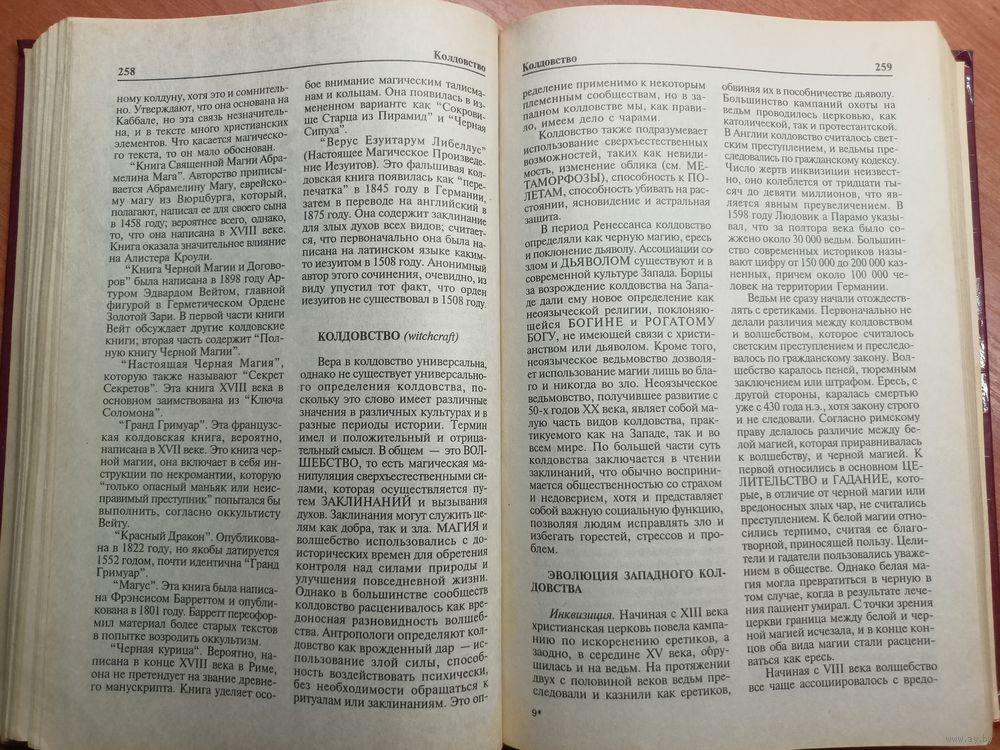 258
Колдовство
ному колдуну, хотя это и сомнитель-
но. Утверждают, что она основана на
Каббале, но эта связь незначитель-
на, и в тексте много христианских
элементов. Что касается магическо-
го текста, то он мало обоснован.
“Книга Священной Магии Абра-
мелина Мага”. Авторство приписы-
вается Абрамелину Магу, еврейско-
му магу из Вюрцбурга, который,
полагают, написал ее для своего сына
в 1458 году; вероятнее всего, однако,
то, что она написана в XVIII веке.
Книга оказала значительное влияние
на Алистера Кроули.
“Книга Черной Магии и Догово-
ров” была написана в 1898 году Ар-
туром Эдвардом Вейтом, главной
фигурой в Герметическом Ордене
Золотой Зари. В первой части книги
Вейт обсуждает другие колдовские
книги; вторая часть содержит “Пол-
ную книгу Черной Магии”.
“Настоящая Черная Магия”,
которую также называют “Секрет
Секретов”. Эта книга XVIII века в
основном заимствована из “Ключа
Соломона”.
“Гранд Гримуар”. Эта француз-
ская колдовская книга, вероятно,
написана в XVII веке. Это книга чер-
ной магии, она включает в себя ин-
струкции по некромантии, которую
“только опасный маньяк или неис-
правимый преступник” попытался бы
выполнить, согласно оккультисту
Вейту.
“Красный Дракон”. Опубликова-
на в 1822 году, но якобы датируется
1552 годом, почти идентична “Гранд
Гримуар”.
“Магус”. Эта книга была написа-
на Фрэнсисом Барреттом и опубли-
кована в 1801 году. Барретт переофор-
мил материал более старых текстов
в попытке возродить оккультизм.
“Черная курица”. Вероятно, на-
писана в конце XVIII века в Риме,
она не претендует на звание древне-
го манускрипта. Книга уделяет осо-
бое внимание магическим талисма-
нам и кольцам. Она появилась в из-
мененном варианте как “Сокрови-
ще Старца из Пирамид” и “Черная
Сипуха”.
“Верус Езуитарум Либеллус”
(Настоящее Магическое Произведе-
ние Иезуитов). Это фальшивая кол-
довская книга появилась как “пере-
печатка” в 1845 году в Германии,
затем в переводе на английский в
1875 году. Она содержит заклинание
для злых духов всех видов; считает-
ся, что первоначально она была на-
писана на латинском языке каким-
то иезуитом в 1508 году. Анонимный
автор этого сочинения, очевидно, из
виду упустил тот факт, что орден
иезуитов не существовал в 1508 году.
КОЛДОВСТВО (witchcraft)
Вера в колдовство универсальна,
однако не существует универсально-
го определения колдовства, по-
скольку это слово имеет различные
значения в различных культурах и в
разные периоды истории. Термин
имел и положительный и отрица-
тельный смысл. В общем — это ВОЛ-
ШЕБСТВО, то есть магическая ма-
нипуляция сверхъестественными си-
лами, которая осуществляется пу-
тем ЗАКЛИНАНИЙ и вызывания
духов. Заклинания могут служить це-
лям как добра, так и зла. МАГИЯ и
волшебство использовались с до-
исторических времен для обретения
контроля над силами природы и
улучшения повседневной жизни.
Однако в большинстве сообществ
колдовство расценивалось как вре-
доносная разновидность волшеб-
ства. Антропологи определяют кол-
довство как врожденный дар — ис-
пользование злой силы, способ-
ность воздействовать психически,
без необходимости обращаться к
ритуалам или заклинаниям. Это оп-
Колдовство
259
ределение применимо к некоторым
племенным сообществам, но в за-
падном колдовстве мы, как прави-
ло, имеем дело с чарами.
Колдовство также подразумевает
использование сверхъестественных
возможностей, таких как невиди-
мость, изменение облика (см. МЕ-
ТАМОРФОЗЫ), способность к ПО-
ЛЕТАМ, способность убивать на рас-
стоянии, ясновидение и астральная
защита.
В период Ренессанса колдовство
определяли как черную магию, ересь
и поклонение дьяволу. Ассоциации со
злом и ДЬЯВОЛОМ существуют и в
современной культуре Запада. Борцы
за возрождение колдовства на Запа-
де дали ему новое определение как
неоязыческой религии, поклоняю-
щейся БОГИНЕ и РОГАТОМУ
БОГУ, не имеющей связи с христи-
анством или дьяволом. Кроме того,
неоязыческое ведьмовство дозволя-
ет использование магии лишь во бла-
го и никогда во зло. Неоязыческое
ведьмовство, получившее развитие с
50-х годов XX века, являет собой ма-
лую часть видов колдовства, прак-
тикуемого как на Западе, так и во
всем мире. По большей части суть
колдовства заключается в чтении
заклинаний, что обычно восприни-
мается общественностью со страхом
и недоверием, хотя и представляет
собой важную социальную функцию,
позволяя людям исправлять зло и
избегать горестей, стрессов и про-
блем.
ЭВОЛЮЦИЯ ЗАПАДНОГО КОЛ-
ДОВСТВА
Инквизиция. Начиная с XIII века
христианская церковь повела кампа-
нию по искоренению еретиков, а
заодно, в середине XV века, обру-
шилась и на ведьм. На протяжении
двух с половиной веков ведьм пре-
следовали и казнили как еретиков,
9*
обвиняя их в пособничестве дьяволу.
Большинство кампаний охоты на
ведьм проводилось церковью, как
католической, так и протестантской.
В Англии колдовство считалось свет-
ским преступлением, и ведьмы пре-
следовались по гражданскому кодексу.
Число жертв инквизиции неизвест-
но, оно колеблется от тридцати ты-
сяч до девяти миллионов, что яв-
ляется явным преувеличением. В
1598 году Людовик а Парамо указы-
вал, что за полтора века было со-
жжено около 30 000 ведьм. Большин-
ство современных историков назы-
вают цифру от 150 000 до 200 000 каз-
ненных, причем около 100 000 че-
ловек на территории Германии.
Ведьм не сразу начали отождеств-
лять с еретиками. Первоначально не
делали различия между колдовством
и волшебством, которое считалось
светским преступлением и преследо-
валось по гражданскому закону. Вол-
шебство каралось пеней, тюремным
заключением или штрафом. Ересь, с
другой стороны, каралась смертью
уже с 430 года н.э., хотя закону строго
и не следовали. Согласно римскому
праву делалось различие между бе-
лой магией, которая приравнивалась
к волшебству, и черной магией. К
первой относились в основном ЦЕ-
ЛИТЕЛЬСТВО и ГАДАНИЕ, кото-
рые, в отличие от черной магии или
вредоносных злых чар, не считались
преступлением. К белой магии отно-
сились терпимо, считая ее благо-
творной, приносящей пользу. Цели-
тели и гадатели пользовались уваже-
нием в обществе. Однако белая ма-
гия могла превратиться в черную в
том случае, когда в результате лече-
ния пациент умирал. С точки зрения
церкви граница между белой и чер-
ной магией исчезала, и в конце кон-
цов оба вида магии стали расцени-
ваться как ересь.
Начиная с VIII века волшебство
все чаще ассоциировалось с вредо-
www.ay.by